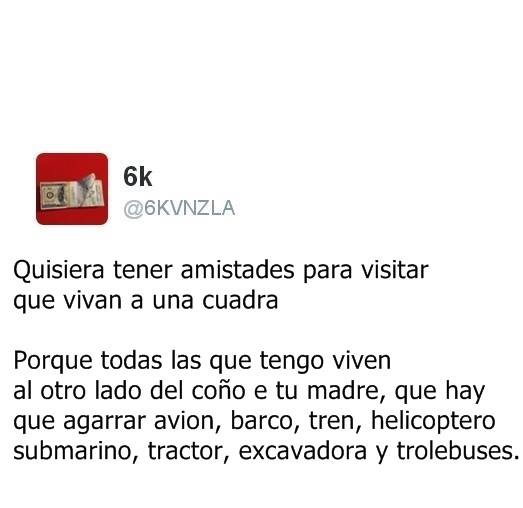 6k
@6KVNZLA
Quisiera tener amistades para visitar
que vivan a una cuadra
Porque todas las que tengo viven
al otro lado del coño e tu madre, que hay
que agarrar avion, barco, tren, helicoptero
submarino, tractor, excavadora y trolebuses.